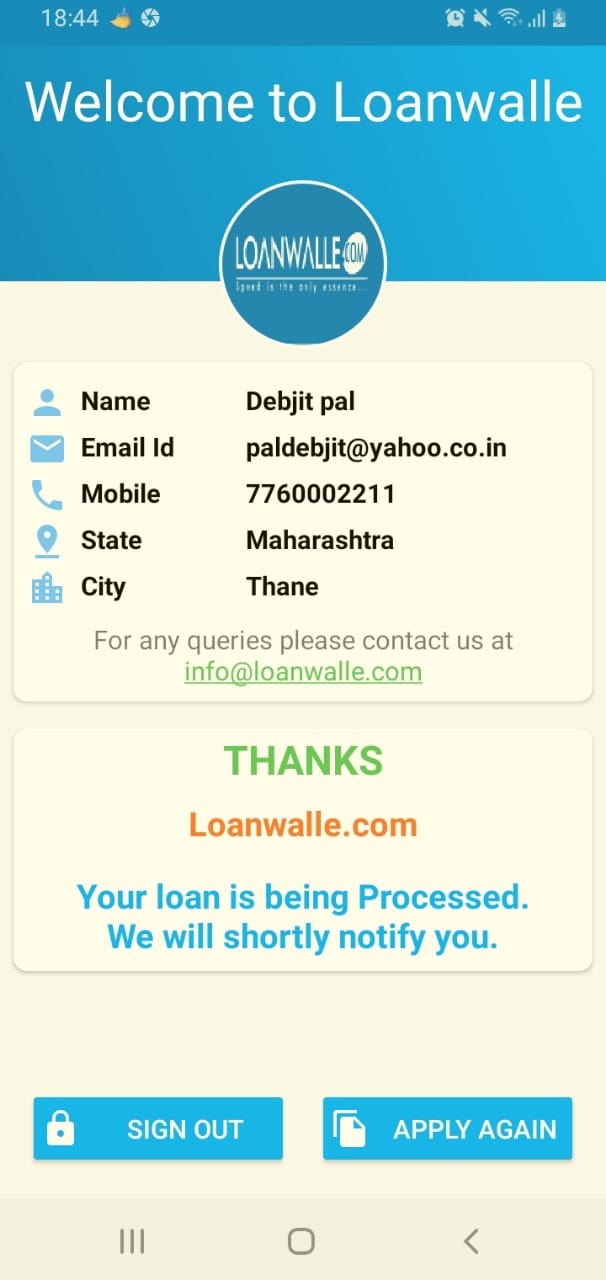 18:44
Welcome to Loanwalle
LOANWALLE.COM
Speed is the only essence...
Name Debjit pal
Email Id paldebjit@yahoo.co.in
Mobile 7760002211
State Maharashtra
City Thane
For any queries please contact us at
info@loanwalle.com
THANKS
Loanwalle.com
Your loan is being Processed.
We will shortly notify you.
SIGN OUT APPLY AGAIN